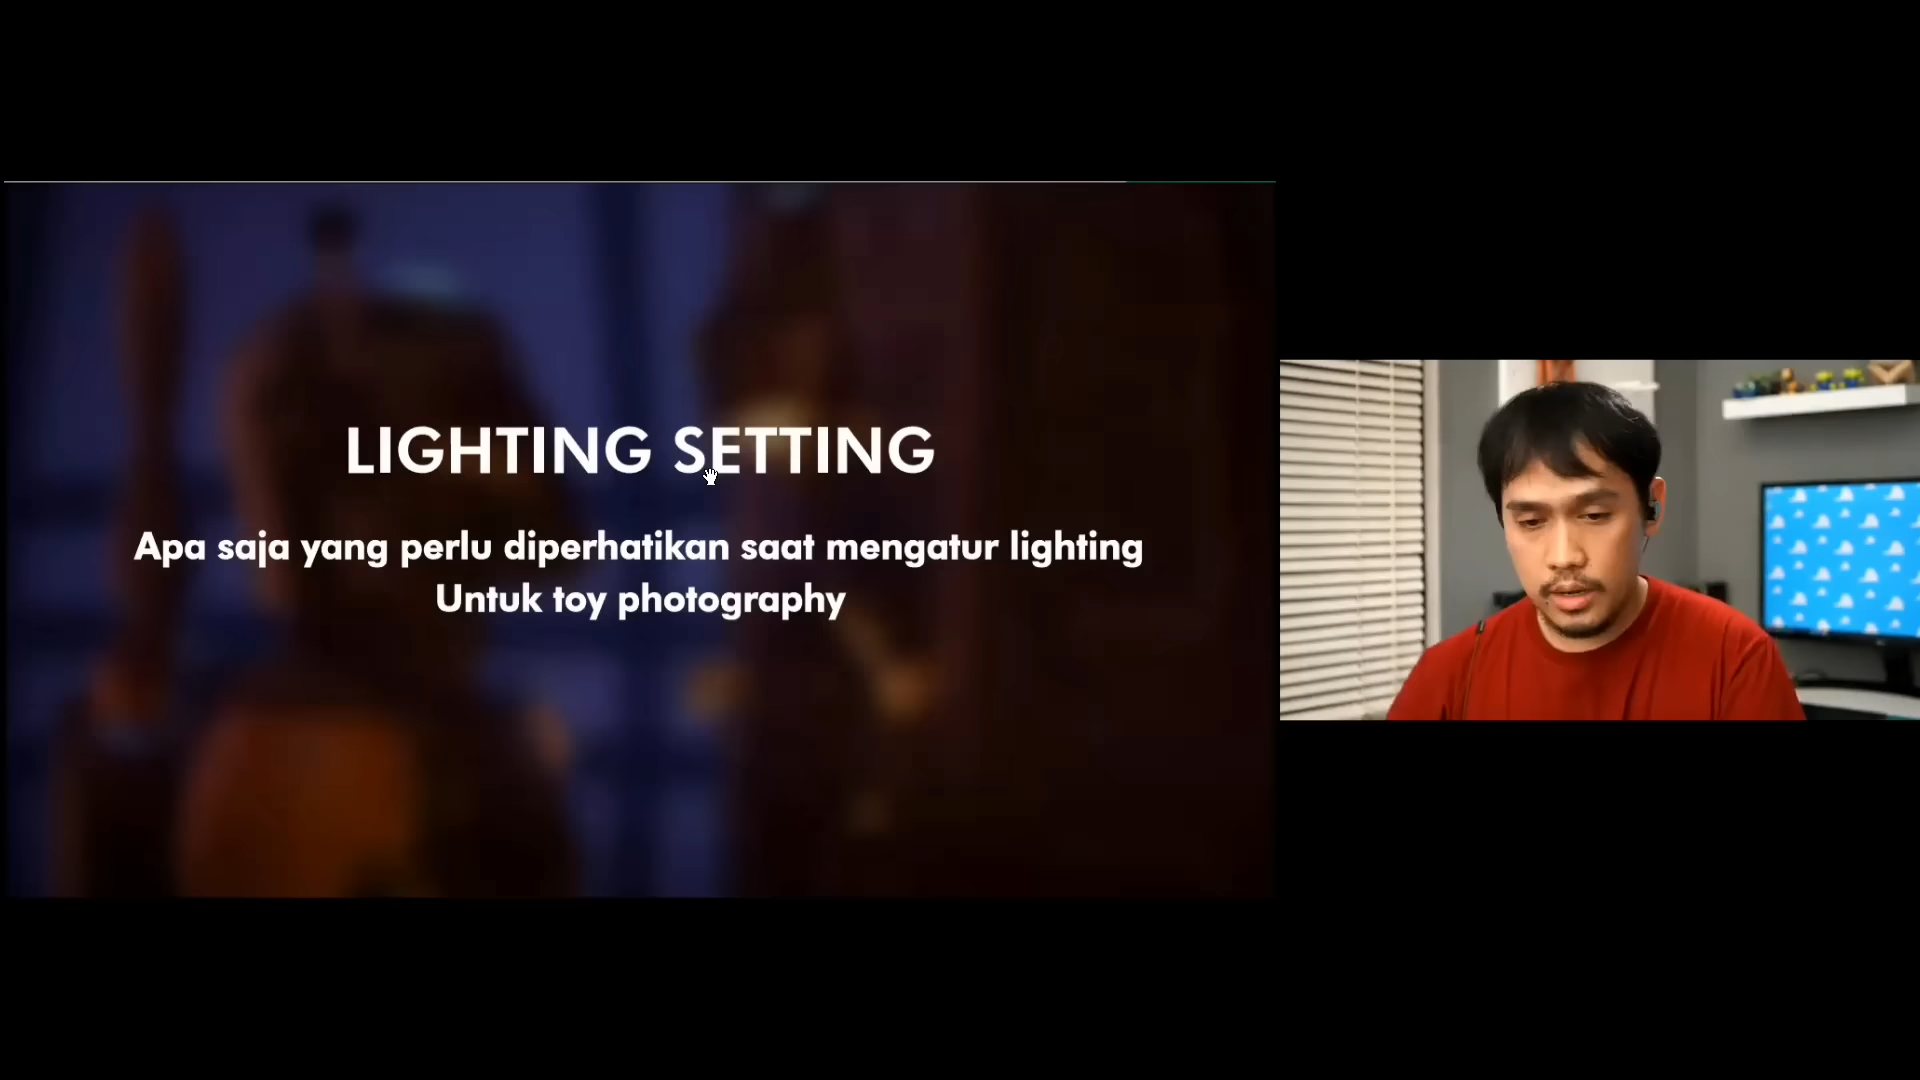 LIGHTING SETTING
Apa saja yang perlu diperhatikan saat mengatur lighting
Untuk toy photography